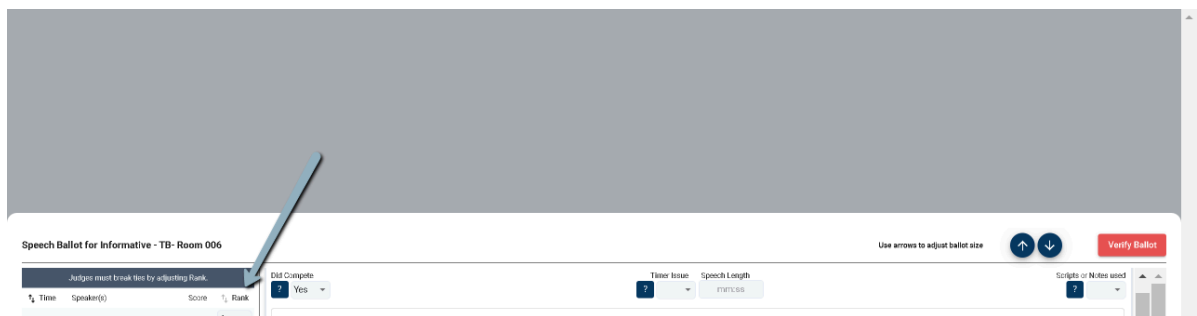 Speech Ballot for Informative - TB- Room 006
Use arrows to adjust ballot size
Verify Ballot
Judges must break ties by adjusting Rank.
Did Compete
Timer Issue
Speech Length
Scripts or Notes used
? Yes
?
mm:ss
?
Time Speaker(s) Score Rank